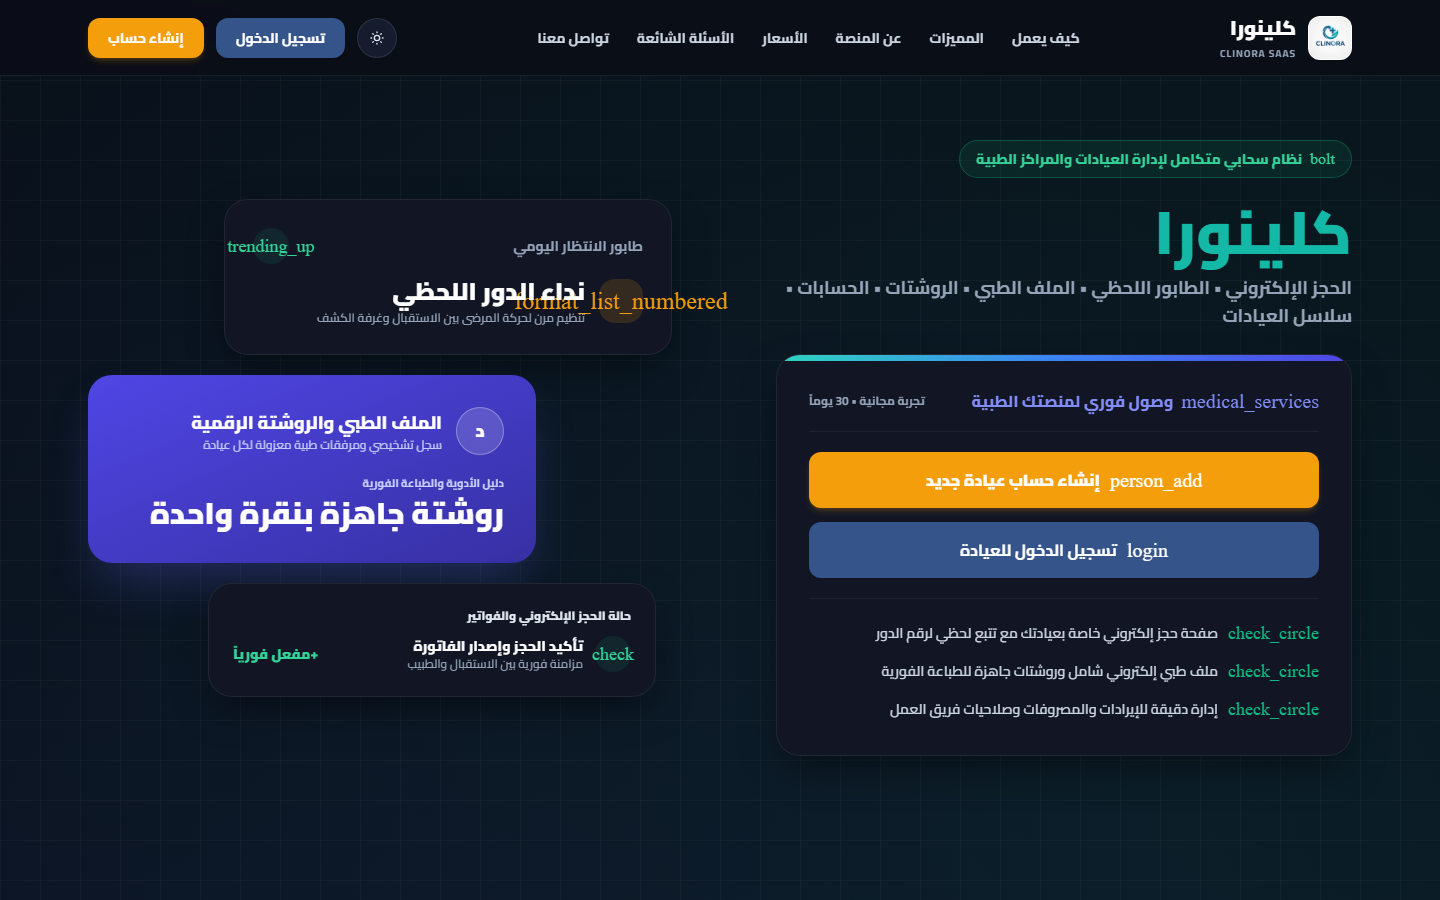 كلينورا
CLINORA SAAS
CLINORA
كيف يعمل
المميزات
عن المنصة
الأسعار
الأسئلة الشائعة
تواصل معنا
تسجيل الدخول
إنشاء حساب
bolt نظام سحابي متكامل لإدارة العيادات والمراكز الطبية
كلينورا
الحجز الإلكتروني • الطابور اللحظي • الملف الطبي • الروشتات • الحسابات •
سلاسل العيادات
medical_services وصول فوري لمنصتك الطبية
تجربة مجانية • 30 يوماً
person_add إنشاء حساب عيادة جديد
login تسجيل الدخول للعيادة
check_circle صفحة حجز إلكتروني خاصة بعيادتك مع تتبع لحظي لرقم الدور
check_circle ملف طبي إلكتروني شامل وروشتات جاهزة للطباعة الفورية
check_circle إدارة دقيقة للإيرادات والمصروفات وصلاحيات فريق العمل
طابور الانتظار اليومي
trending_up
format_list_numbered
نداء الدور اللحظي
تنظيم مرن لحركة المرضى بين الاستقبال وغرفة الكشف
د
الملف الطبي والروشتة الرقمية
سجل تشخيصي ومرفقات طبية معزولة لكل عيادة
دليل الأدوية والطباعة الفورية
روشتة جاهزة بنقرة واحدة
حالة الحجز الإلكتروني والفواتير
check
تأكيد الحجز وإصدار الفاتورة
مزامنة فورية بين الاستقبال والطبيب
+مفعل فورياً